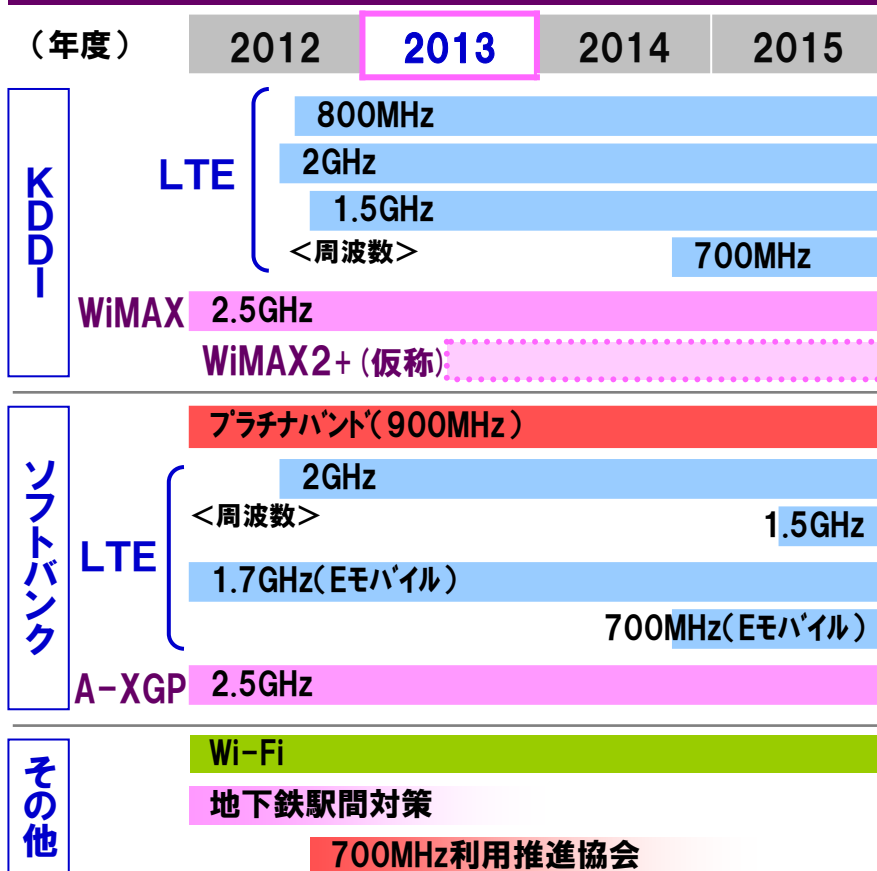 （年度） 2012 2013 2014 2015
KDDI
LTE
800MHz
2GHz
1.5GHz
＜周波数＞
700MHz
WiMAX 2.5GHz
WiMAX2+（仮称）
ソフトバンク
プラチナバンド（900MHz）
LTE
2GHz
＜周波数＞
1.5GHz
1.7GHz（Eモバイル）
700MHz（Eモバイル）
A-XGP 2.5GHz
その他
Wi-Fi
地下鉄駅間対策
700MHz利用推進協会